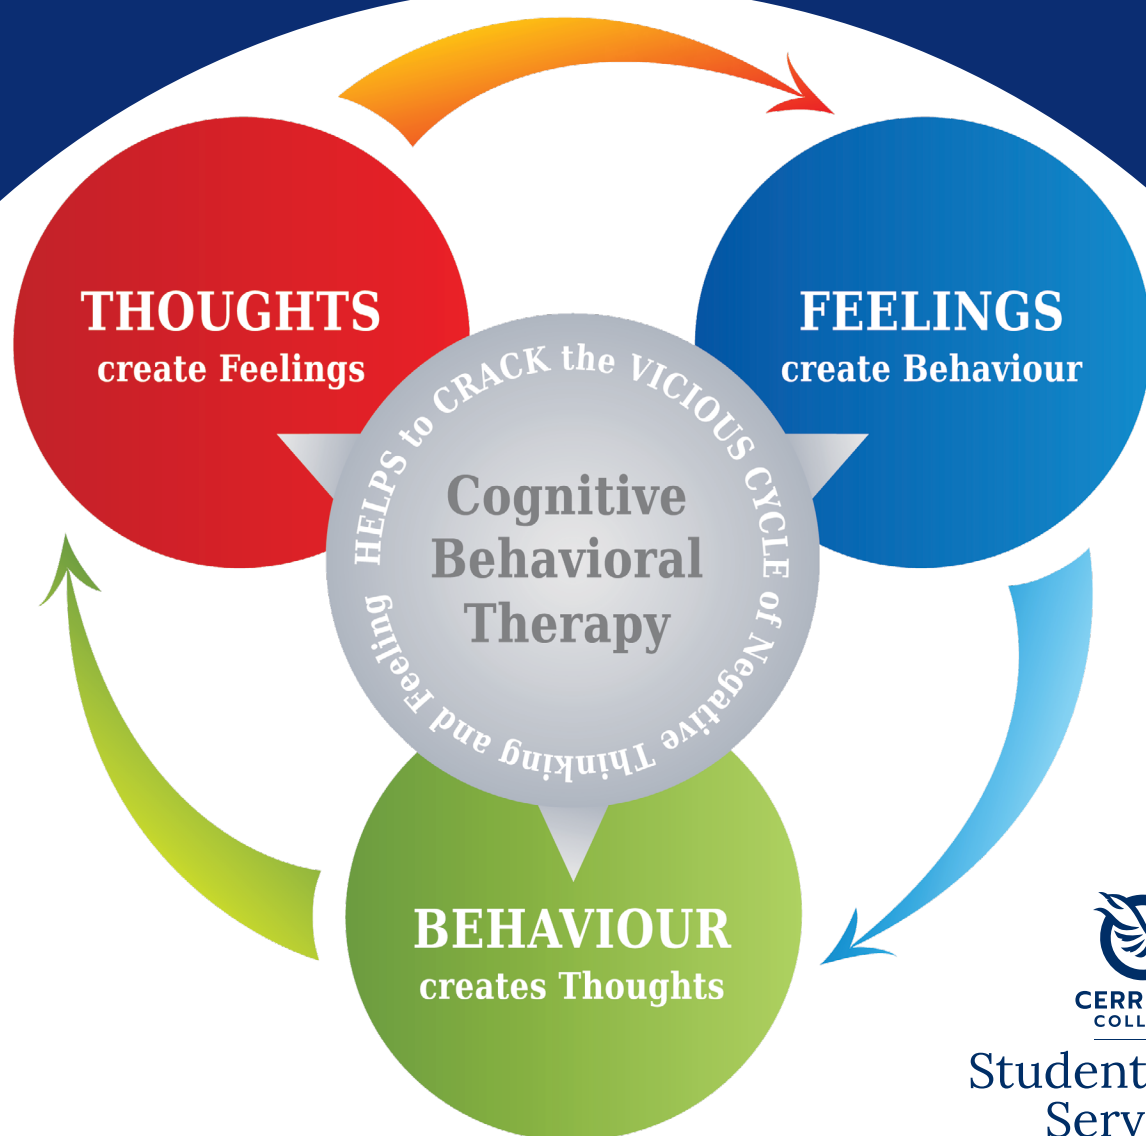 THOUGHTS
create Feelings
FEELINGS
create Behaviour
HELPS to CRACK the VICIOUS CYCLE of Negative Thinking and Feeling
Cognitive
Behavioral
Therapy
BEHAVIOUR
creates Thoughts
CERR
COLL
Student
Serv